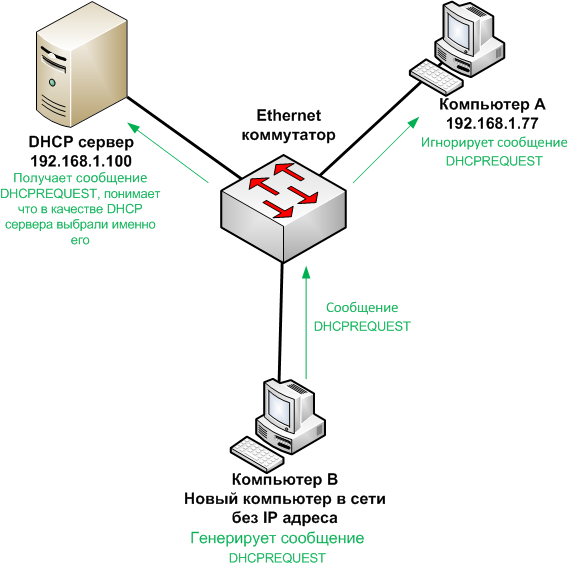 Ethernet
коммутатор
Компьютер А
192.168.1.77
Игнорирует сообщение
DHCPREQUEST
DHCP сервер
192.168.1.100
Получает сообщение
DHCPREQUEST, понимает
что в качестве DHCP
сервера выбрали именно
его
Сообщение
DHCPREQUEST
Компьютер В
Новый компьютер в сети
без IP адреса
Генерирует сообщение
DHCPREQUEST